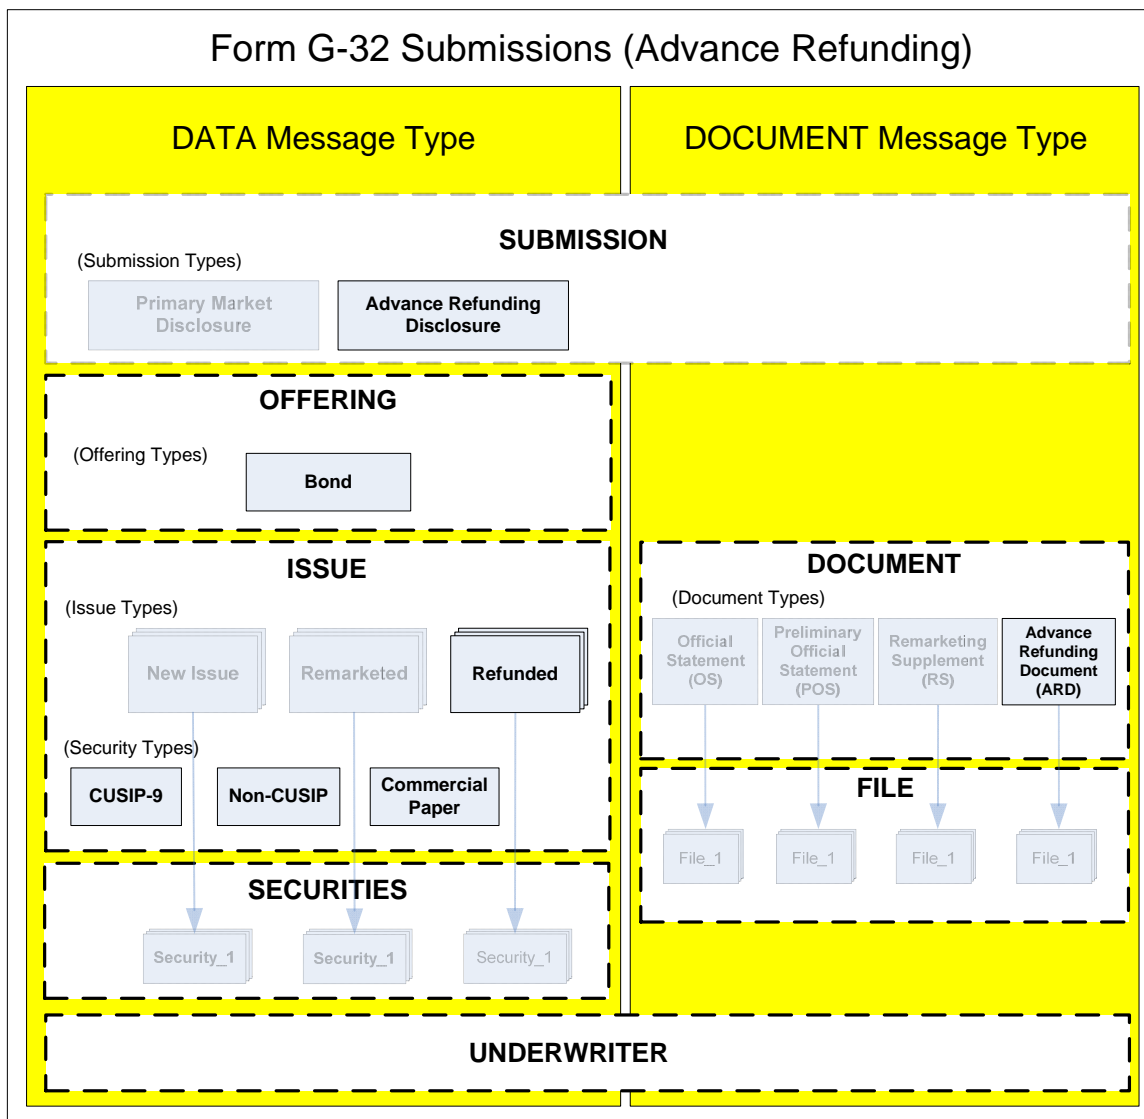 Form G-32 Submissions (Advance Refunding)
DATA Message Type
DOCUMENT Message Type
SUBMISSION
(Submission Types)
Primary Market
Disclosure
Advance Refunding
Disclosure
OFFERING
(Offering Types)
Bond
ISSUE
(Issue Types)
New Issue
Remarketed
Refunded
(Security Types)
CUSIP-9
Non-CUSIP
Commercial
Paper
SECURITIES
Security_1
Security_1
Security_1
DOCUMENT
(Document Types)
Official
Statement
(OS)
Preliminary
Official
Statement
(POS)
Remarketing
Supplement
(RS)
Advance
Refunding
Document
(ARD)
FILE
File_1
File_1
File_1
File_1
UNDERWRITER